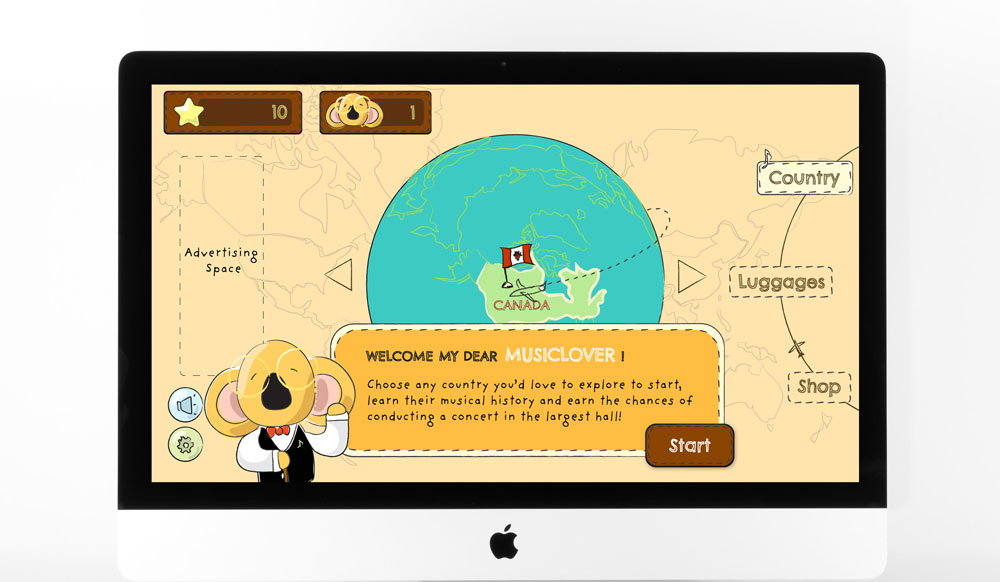 10
1
Country
Advertising
Space
Luggages
CANADA
WELCOME MY DEAR MUSICLOVER !
Choose any country you'd love to explore to start,
learn their musical history and earn the chances of
conducting a concert in the largest hall!
Shop
Start